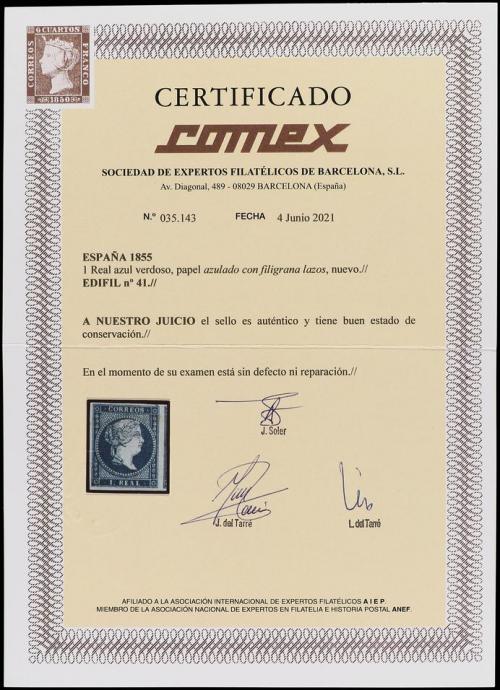 6 CUARTOS
CORREOS
FRANCO
1850
CERTIFICADO
comex
SOCIEDAD DE EXPERTOS FILATÉLICOS DE BARCELONA, S.L.
Av. Diagonal, 489 - 08029 BARCELONA (España)
N.º 035.143 FECHA 4 Junio 2021
ESPAÑA 1855
1 Real azul verdoso, papel azulado con filigrana lazos, nuevo.//
EDIFIL nº 41.//
A NUESTRO JUICIO el sello es auténtico y tiene buen estado de
conservación.//
En el momento de su examen está sin defecto ni reparación.//
CORREOS
1. REAL
J. Soler
J. del Tarré
L. del Tarré
AFILIADO A LA ASOCIACIÓN INTERNACIONAL DE EXPERTOS FILATÉLICOS A I E P.
MIEMBRO DE LA ASOCIACIÓN NACIONAL DE EXPERTOS EN FILATELIA E HISTORIA POSTAL ANEF.